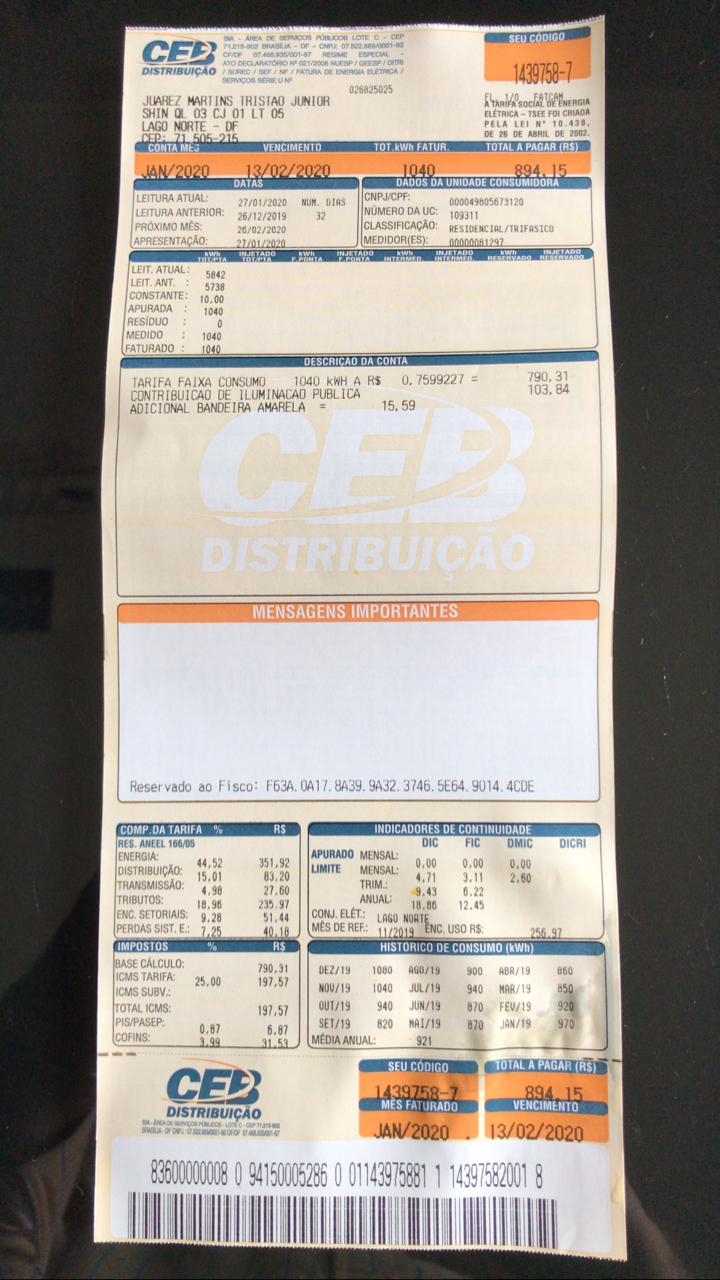 CEB
DISTRIBUIÇÃO
SIA - ÁREA DE SERVIÇOS PÚBLICOS LOTE C - CEP
71.215-902 BRASÍLIA - DF - CNPJ: 07.522.669/0001-92
CF/DF 07.468.935/001-97 REGIME ESPECIAL -
ATO DECLARATÓRIO Nº 021/2006 NUESP / GEESP / DITRI
/ SUREC / SEF / NF / FATURA DE ENERGIA ELÉTRICA /
SERVIÇOS SÉRIE U Nº
026825025
SEU CÓDIGO
1439758-7
FL. 1/0 FATCAM
A TARIFA SOCIAL DE ENERGIA
ELÉTRICA - TSEE FOI CRIADA
PELA LEI Nº 10.438,
DE 26 DE ABRIL DE 2002.
JUAREZ MARTINS TRISTAO JUNIOR
SHIN QL 03 CJ 01 LT 05
LAGO NORTE - DF
CEP: 71.505-215
CONTA MÊS VENCIMENTO TOT.kWh FATUR. TOTAL A PAGAR (R$)
JAN/2020 13/02/2020 1040 894,15
DATAS
LEITURA ATUAL: 27/01/2020 NUM. DIAS
LEITURA ANTERIOR: 26/12/2019 32
PRÓXIMO MÊS: 26/02/2020
APRESENTAÇÃO: 27/01/2020
DADOS DA UNIDADE CONSUMIDORA
CNPJ/CPF: 000049805673120
NÚMERO DA UC: 109311
CLASSIFICAÇÃO: RESIDENCIAL/TRIFASICO
MEDIDOR(ES): 00000081297
kWh TOT/PTA INJETADO TOT/PTA kWh F.PONTA INJETADO F.PONTA kWh INTERMED. INJETADO INTERMED. kWh RESERVADO INJETADO RESERVADO
LEIT. ATUAL: 5842
LEIT. ANT. : 5738
CONSTANTE: 10,00
APURADA : 1040
RESÍDUO : 0
MEDIDO : 1040
FATURADO : 1040
DESCRIÇÃO DA CONTA
TARIFA FAIXA CONSUMO 1040 kWH A R$ 0,7599227 = 790,31
CONTRIBUICAO DE ILUMINACAO PUBLICA 103,84
ADICIONAL BANDEIRA AMARELA = 15,59
CEB
DISTRIBUIÇÃO
MENSAGENS IMPORTANTES
Reservado ao Fisco: F63A.0A17.8A39.9A32.3746.5E64.9014.4CDE
COMP.DA TARIFA % R$
RES. ANEEL 166/05
ENERGIA: 44,52 351,92
DISTRIBUIÇÃO: 15,01 83,20
TRANSMISSÃO: 4,98 27,60
TRIBUTOS: 18,96 235,97
ENC. SETORIAIS: 9,28 51,44
PERDAS SIST. E.: 7,25 40,18
INDICADORES DE CONTINUIDADE
DIC FIC DMIC DICRI
APURADO MENSAL: 0,00 0,00 0,00
LIMITE MENSAL: 4,71 3,11 2,60
TRIM.: 9,43 6,22
ANUAL: 18,86 12,45
CONJ. ELÉT.: LAGO NORTE
MÊS DE REF.: 11/2019 ENC. USO R$: 256,97
IMPOSTOS % R$
BASE CÁLCULO: 790,31
ICMS TARIFA: 25,00 197,57
ICMS SUBV.:
TOTAL ICMS: 197,57
PIS/PASEP: 0,87 6,87
COFINS: 3,99 31,53
HISTÓRICO DE CONSUMO (kWh)
DEZ/19 1080 AGO/19 900 ABR/19 860
NOV/19 1040 JUL/19 940 MAR/19 850
OUT/19 940 JUN/19 870 FEV/19 920
SET/19 820 MAI/19 870 JAN/19 970
MÉDIA ANUAL: 921
CEB
DISTRIBUIÇÃO
SIA - ÁREA DE SERVIÇOS PÚBLICOS - LOTE C - CEP 71.215-902
BRASÍLIA - DF CNPJ: 07.522.669/0001-92 CF/DF 07.468.935/001-97
SEU CÓDIGO TOTAL A PAGAR (R$)
1439758-7 894,15
MÊS FATURADO VENCIMENTO
JAN/2020 . 13/02/2020
83600000008 0 94150005286 0 01143975881 1 14397582001 8